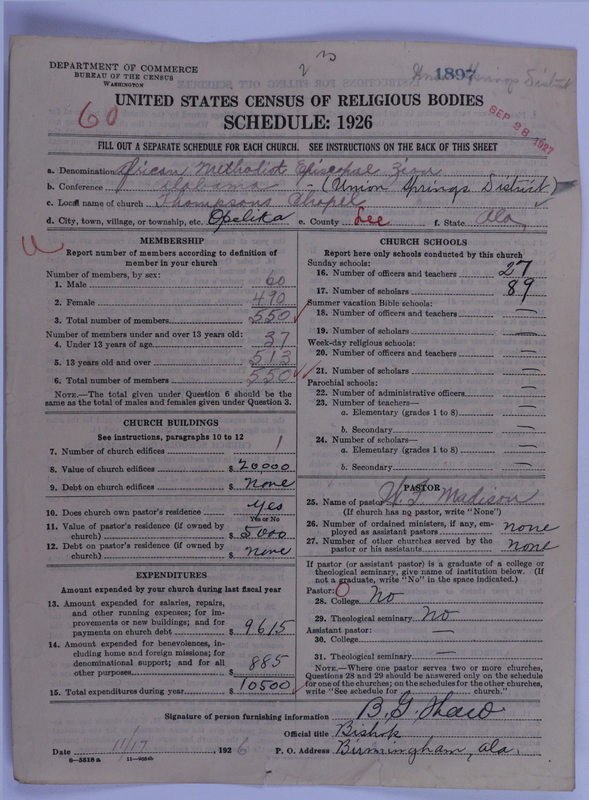 DEPARTMENT OF COMMERCE
BUREAU OF THE CENSUS
WASHINGTON
1897
Union Springs District
60
SEP 28 1927
UNITED STATES CENSUS OF RELIGIOUS BODIES
SCHEDULE: 1926
FILL OUT A SEPARATE SCHEDULE FOR EACH CHURCH. SEE INSTRUCTIONS ON THE BACK OF THIS SHEET
a. Denomination African Methodist Episcopal Zion
b. Conference Alabama - (Union Springs District)
c. Local name of church Thompsons Chapel
d. City, town, village, or township, etc. Opelika e. County Lee f. State Ala,
MEMBERSHIP
Report number of members according to definition of
member in your church
Number of members, by sex:
1. Male 60
2. Female 490
3. Total number of members 550
Number of members under and over 13 years old:
4. Under 13 years of age 37
5. 13 years old and over 513
6. Total number of members 550
NOTE.—The total given under Question 6 should be
same as the total of males and females given under Question 3.
CHURCH BUILDINGS
See instructions, paragraphs 10 to 12
7. Number of church edifices 1
8. Value of church edifices $ 20,000
9. Debt on church edifices $ None
10. Does church own pastor's residence yes
Yes or No
11. Value of pastor's residence (if owned by
church) $ 5000
12. Debt on pastor's residence (if owned by
church) $ none
EXPENDITURES
Amount expended by your church during last fiscal year
13. Amount expended for salaries, repairs,
and other running expenses; for im-
provements or new buildings; and for
payments on church debt $ 9615
14. Amount expended for benevolences, in-
cluding home and foreign missions; for
denominational support; and for all
other purposes $ 885
15. Total expenditures during year $ 10500
CHURCH SCHOOLS
Report here only schools conducted by this church
Sunday schools:
16. Number of officers and teachers 27
17. Number of scholars 89
Summer vacation Bible schools:
18. Number of officers and teachers —
19. Number of scholars —
Week-day religious schools:
20. Number of officers and teachers —
21. Number of scholars —
Parochial schools:
22. Number of administrative officers —
23. Number of teachers—
a. Elementary (grades 1 to 8) —
b. Secondary —
24. Number of scholars—
a. Elementary (grades 1 to 8) —
b. Secondary —
PASTOR
25. Name of pastor Madison
(If church has no pastor, write "None")
26. Number of ordained ministers, if any, em-
ployed as assistant pastors none
27. Number of other churches served by the
pastor or his assistants none
If pastor (or assistant pastor) is a graduate of a college or
theological seminary, give name of institution below. (If
not a graduate, write "No" in the space indicated.)
Pastor: 0
28. College No
29. Theological seminary No
Assistant pastor:
30. College —
31. Theological seminary —
NOTE.—Where one pastor serves two or more churches,
Questions 28 and 29 should be answered only on the schedule
for one of the churches; on the schedules for the other churches,
write "See schedule for church."
Signature of person furnishing information B. G. Shaw
Official title Bishop
Date 11/17, 1926 P. O. Address Birmingham, Ala.
8—5518 a 11—9054b